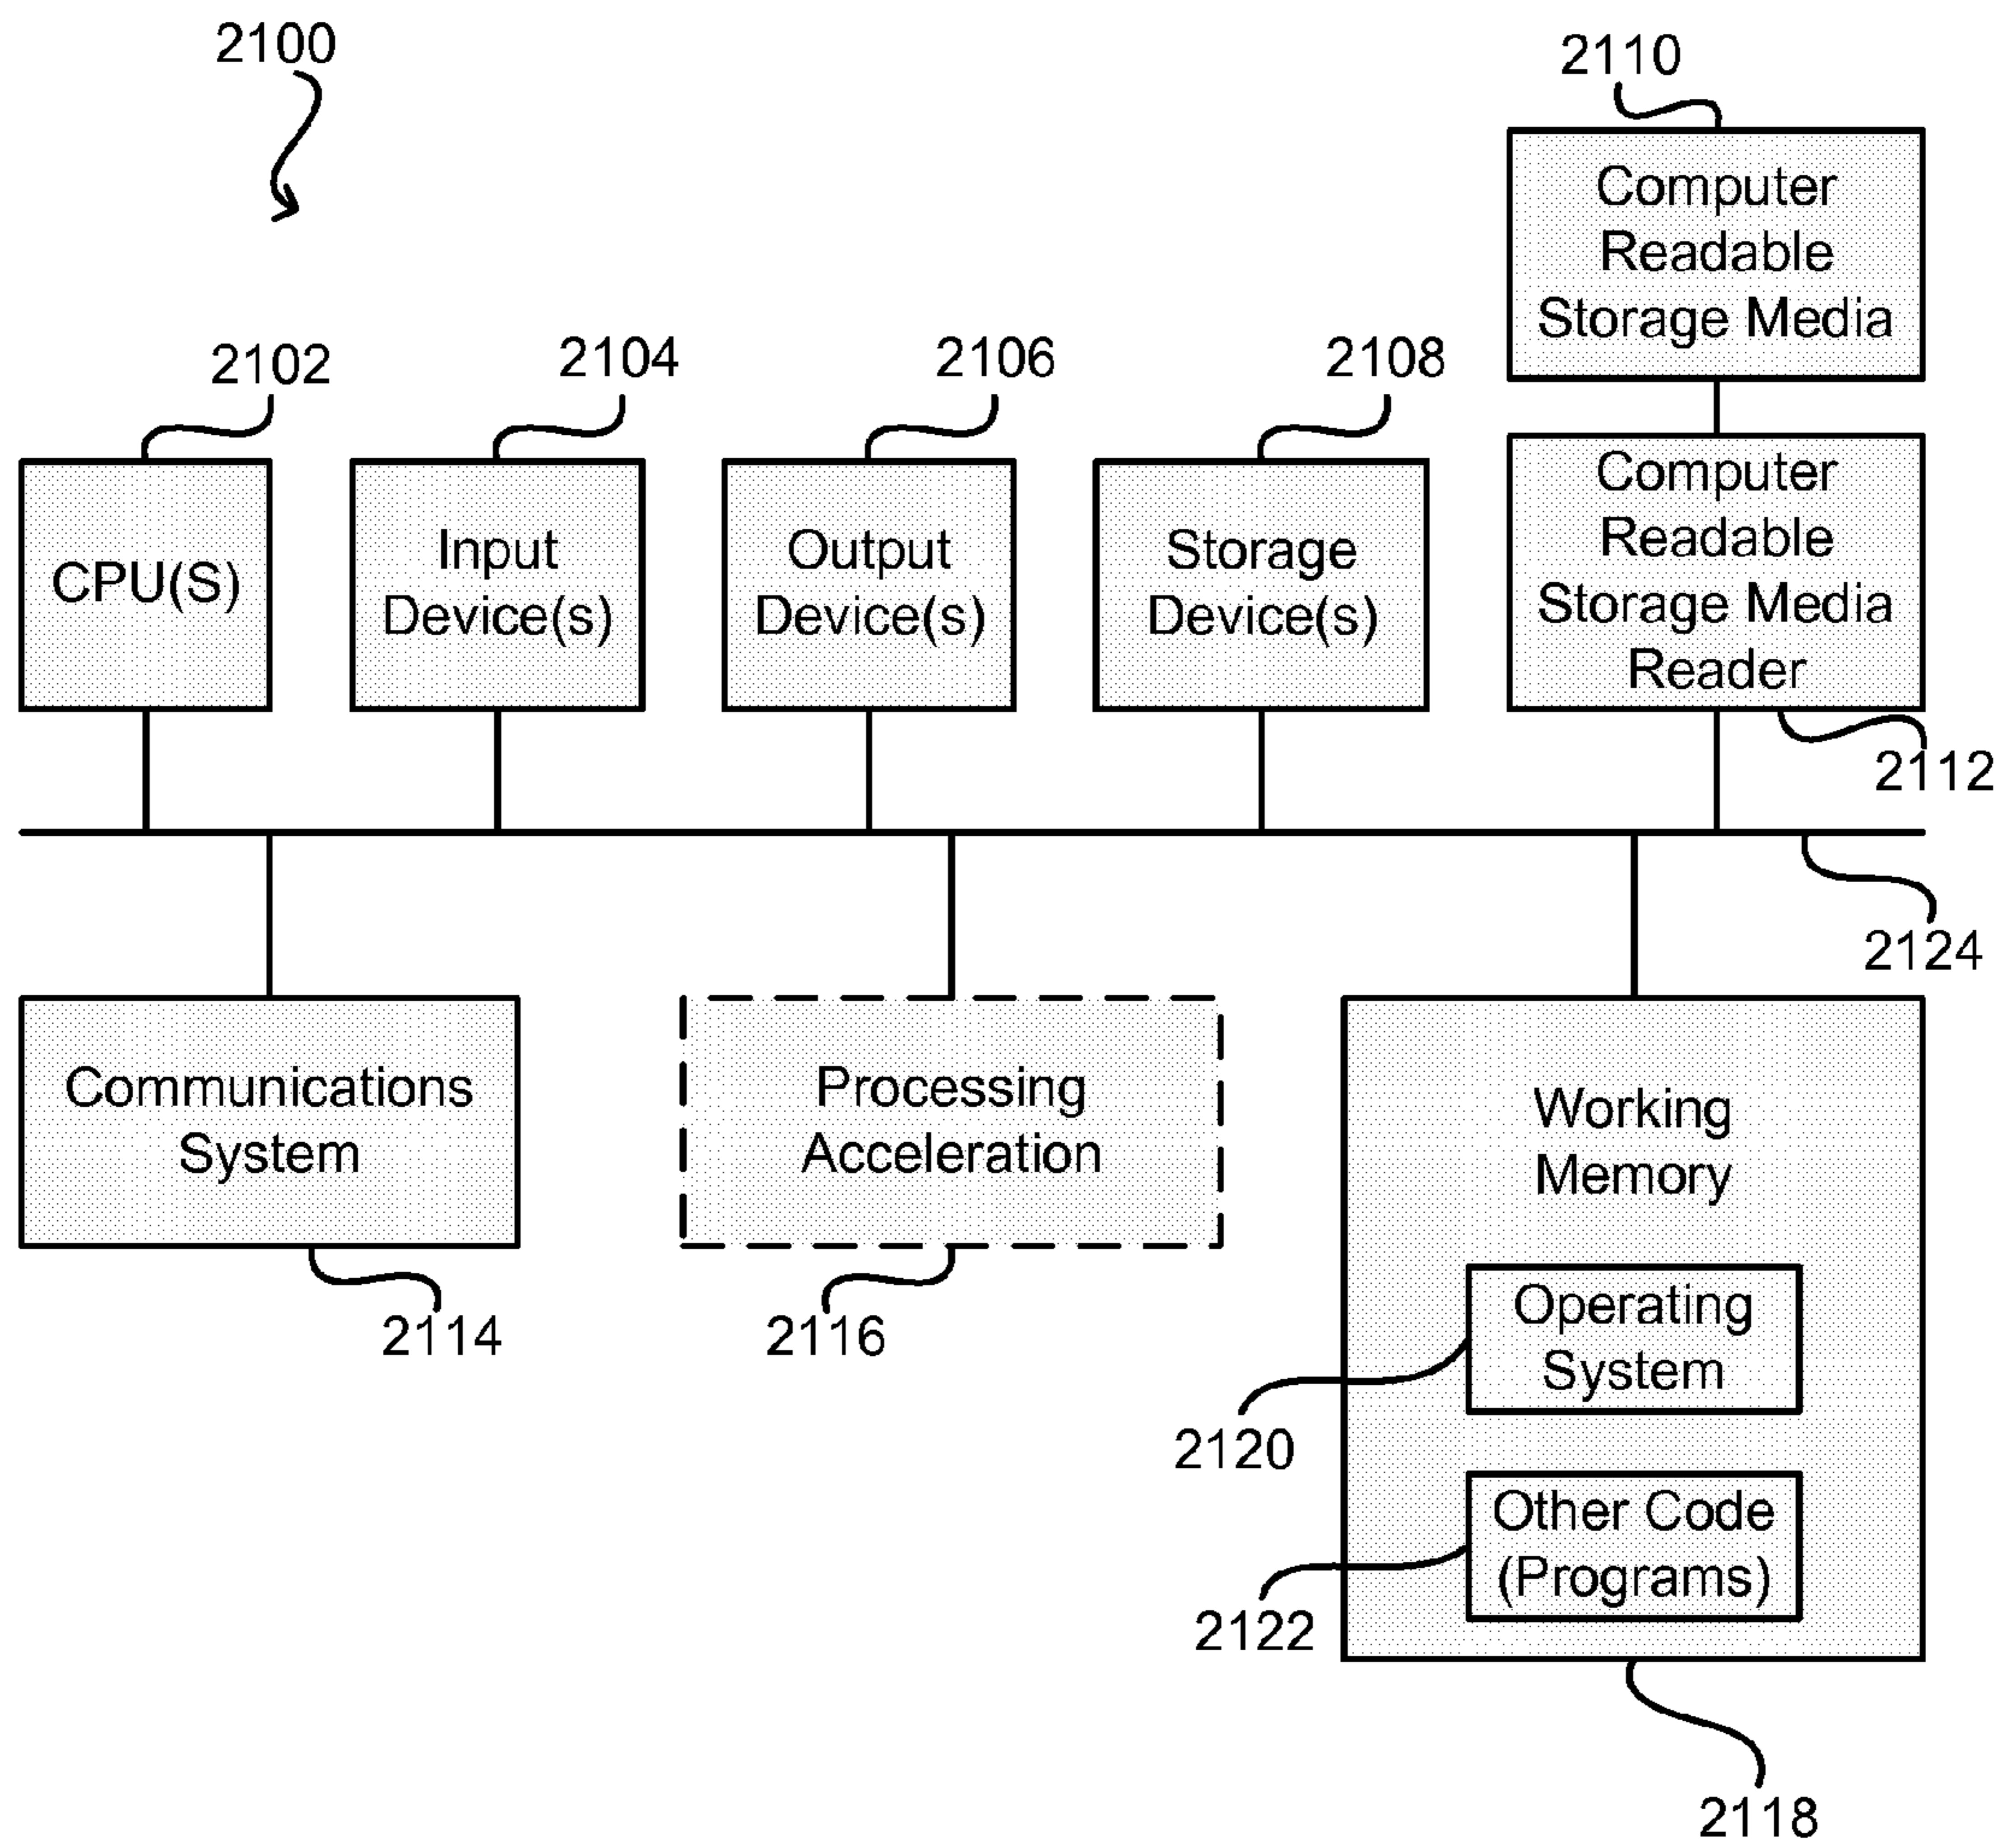 2100
2110
Computer
Readable
Storage Media
2102
2104
2106
2108
CPU(S)
Input
Device(s)
Output
Device(s)
Storage
Device(s)
Computer
Readable
Storage Media
Reader
2112
2124
Communications
System
2114
Processing
Acceleration
2116
Working
Memory
Operating
System
2120
Other Code
(Programs)
2122
2118